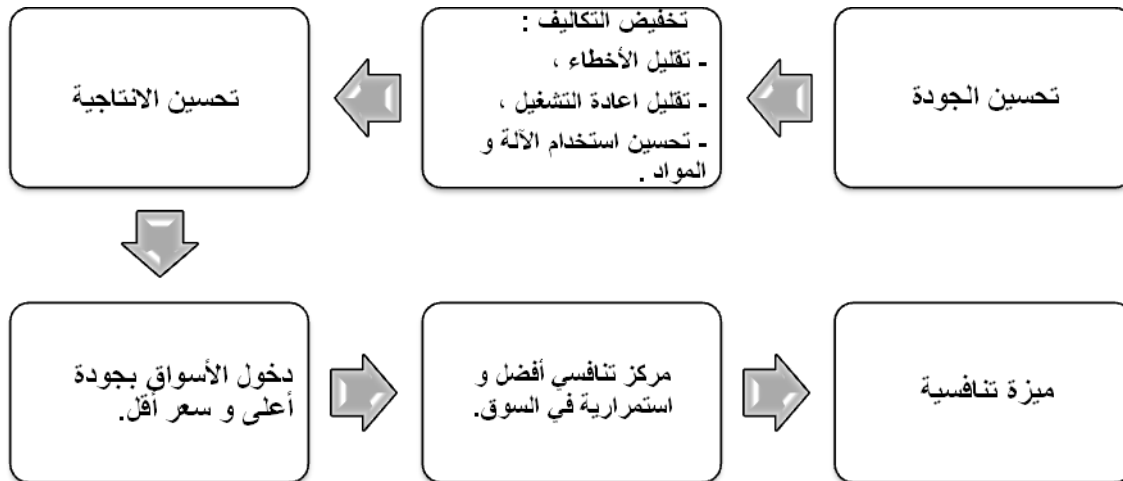 تحسين الجودة
تخفيض التكاليف :
- تقليل الأخطاء ،
- تقليل اعادة التشغيل ،
- تحسين استخدام الآلة و
المواد .
تحسين الانتاجية
دخول الأسواق بجودة
أعلى و سعر أقل.
مركز تنافسي أفضل و
استمرارية في السوق.
ميزة تنافسية